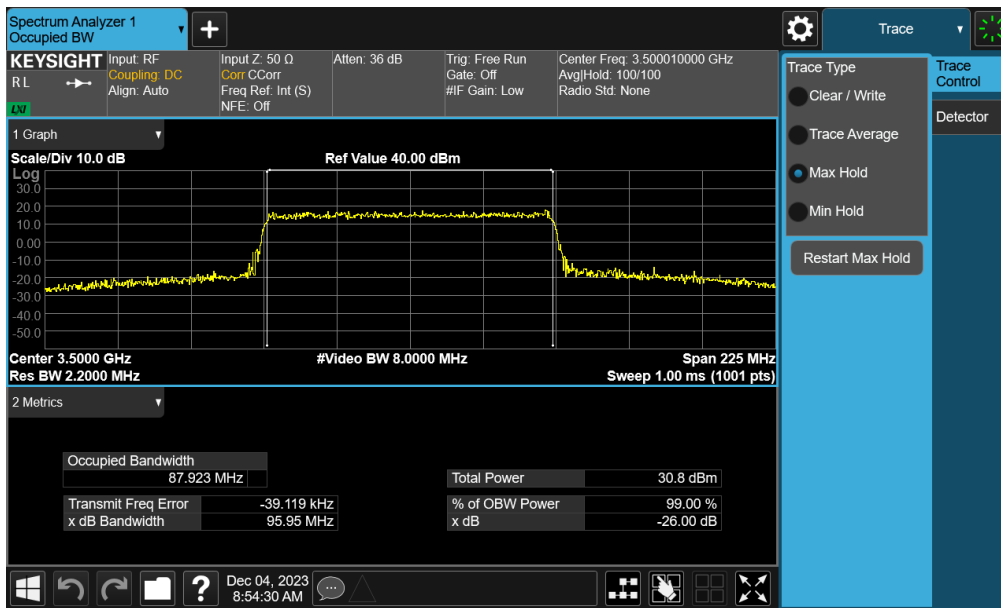 Spectrum Analyzer 1
Occupied BW
+
Trace
KEYSIGHT
RL
LXI
Input: RF
Coupling: DC
Align: Auto
Input Z: 50 Ω
Corr CCorr
Freq Ref: Int (S)
NFE: Off
Atten: 36 dB
Trig: Free Run
Gate: Off
#IF Gain: Low
Center Freq: 3.500010000 GHz
Avg|Hold: 100/100
Radio Std: None
Trace Type
Clear / Write
Trace Average
Max Hold
Min Hold
Restart Max Hold
Trace
Control
Detector
1 Graph
Scale/Div 10.0 dB
Ref Value 40.00 dBm
Log
30.0
20.0
10.0
0.00
-10.0
-20.0
-30.0
-40.0
-50.0
Center 3.5000 GHz
#Video BW 8.0000 MHz
Span 225 MHz
Res BW 2.2000 MHz
Sweep 1.00 ms (1001 pts)
2 Metrics
Occupied Bandwidth
87.923 MHz
Total Power 30.8 dBm
Transmit Freq Error -39.119 kHz
% of OBW Power 99.00 %
x dB Bandwidth 95.95 MHz
x dB -26.00 dB
?
Dec 04, 2023
8:54:30 AM